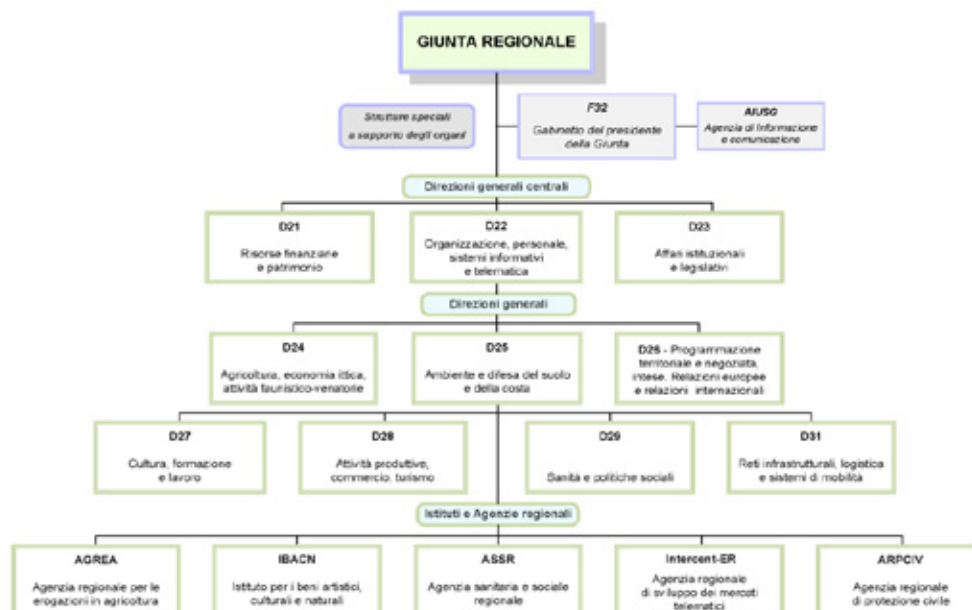 GIUNTA REGIONALE
Strutture speciali
a supporto degli organi
F32
Gabinetto del presidente
della Giunta
AIUSG
Agenzia di Informazione
e comunicazione
Direzioni generali centrali
D21
Risorse finanziarie
e patrimonio
D22
Organizzazione, personale,
sistemi informativi
e telematica
D23
Affari istituzionali
e legislativi
Direzioni generali
D24
Agricoltura, economia ittica,
attività faunistico-venatorie
D25
Ambiente e difesa del suolo
e della costa
D26 - Programmazione
territoriale e negoziata,
intese. Relazioni europee
e relazioni internazionali
D27
Cultura, formazione
e lavoro
D28
Attività produttive,
commercio, turismo
D29
Sanità e politiche sociali
D31
Reti infrastrutturali, logistica
e sistemi di mobilità
Istituti e Agenzie regionali
AGREA
Agenzia regionale per le
erogazioni in agricoltura
IBACN
Istituto per i beni artistici,
culturali e naturali
ASSR
Agenzia sanitaria e sociale
regionale
Intercent-ER
Agenzia regionale
di sviluppo dei mercati
telematici
ARPCIV
Agenzia regionale
di protezione civile